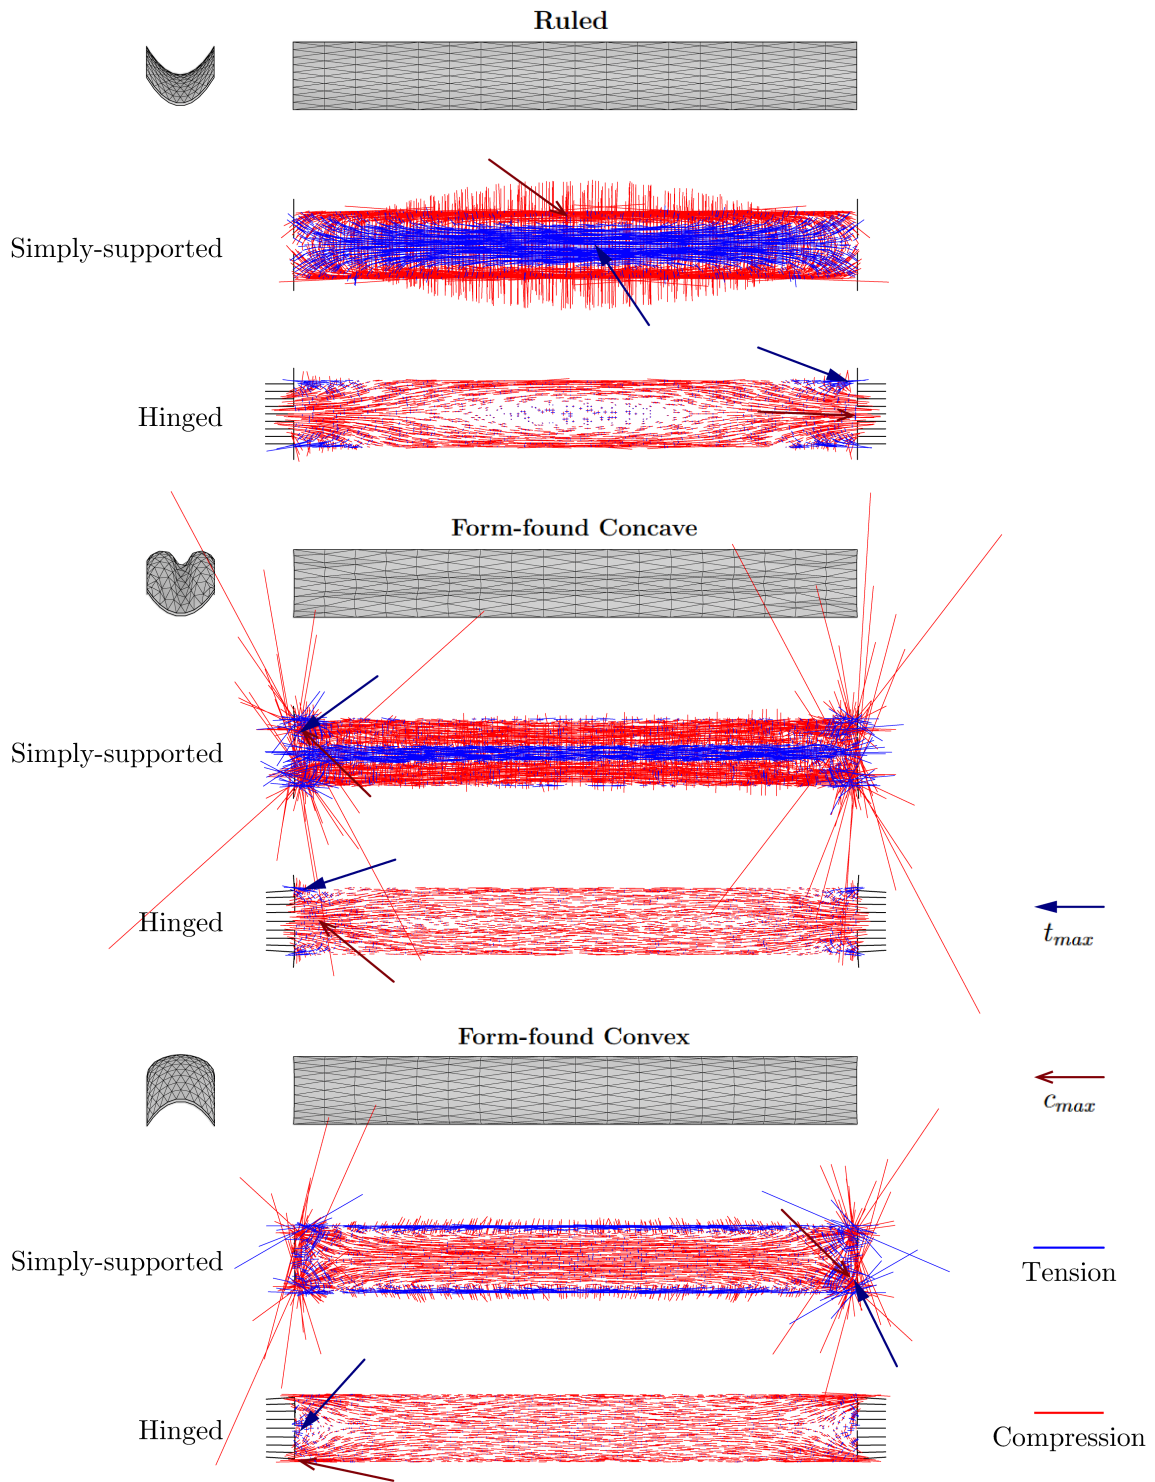 Ruled
Simply-supported
Hinged
Form-found Concave
Simply-supported
Hinged
t_max
Form-found Convex
c_max
Simply-supported
Tension
Hinged
Compression